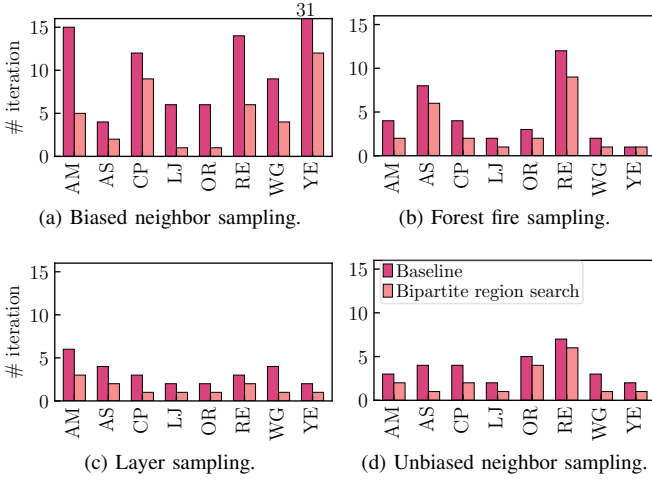 31
15
10
5
0
# iteration
AM AS CP LJ OR RE WG YE
(a) Biased neighbor sampling.
15
10
5
0
AM AS CP LJ OR RE WG YE
(b) Forest fire sampling.
15
10
5
0
# iteration
AM AS CP LJ OR RE WG YE
(c) Layer sampling.
15
10
5
0
Baseline
Bipartite region search
AM AS CP LJ OR RE WG YE
(d) Unbiased neighbor sampling.